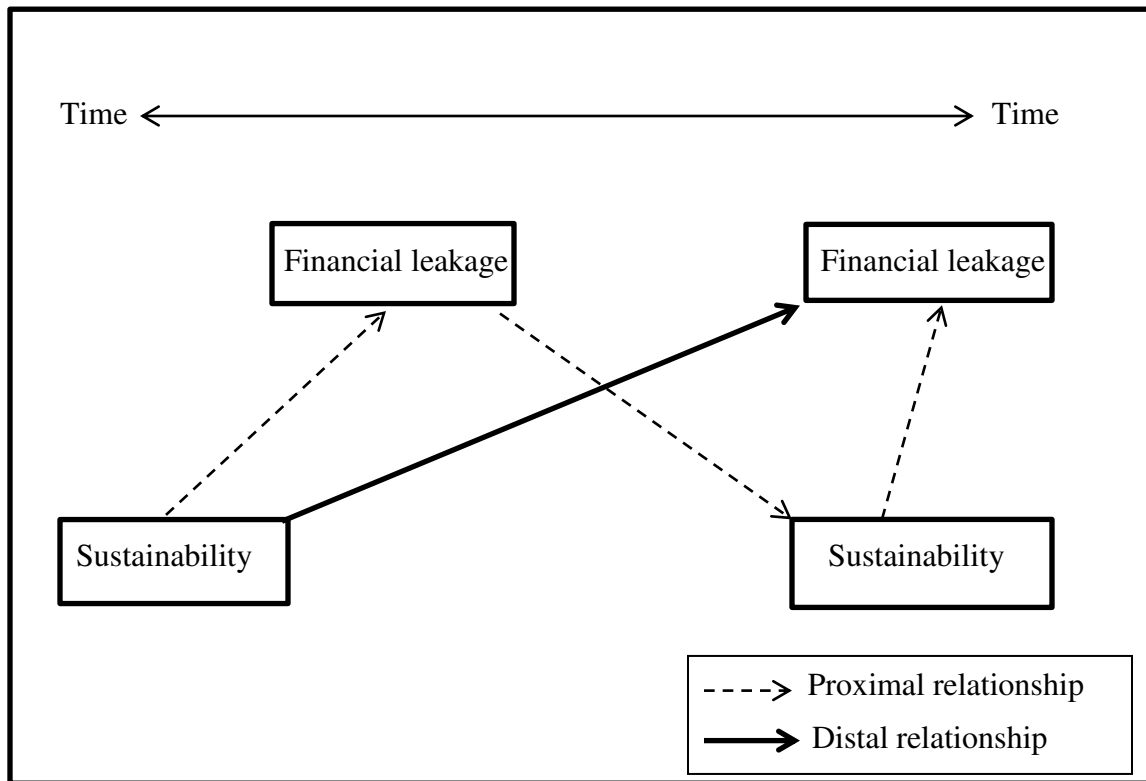 Time Time
Financial leakage Financial leakage
Sustainability Sustainability
Proximal relationship
Distal relationship